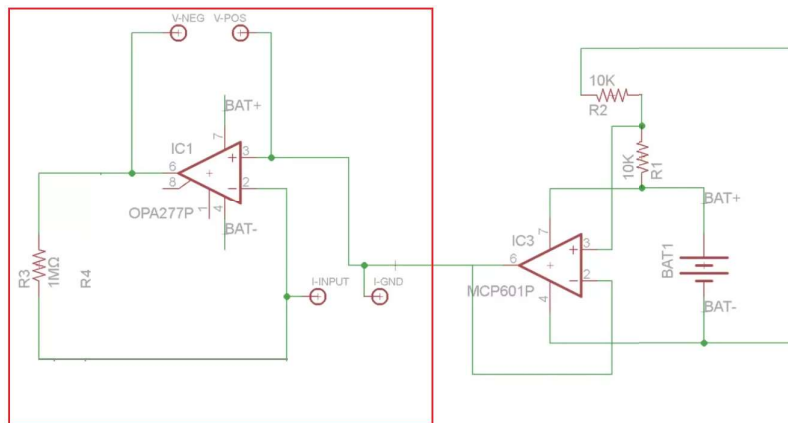 V-NEG V-POS
10K
R2
BAT+
IC1
7
6
3
8
2
+
−
OPA277P
1
4
BAT-
R3
1MΩ
R4
I-INPUT
I-GND
10K
R1
IC3
7
6
3
2
+
−
MCP601P
4
BAT+
BAT1
BAT-